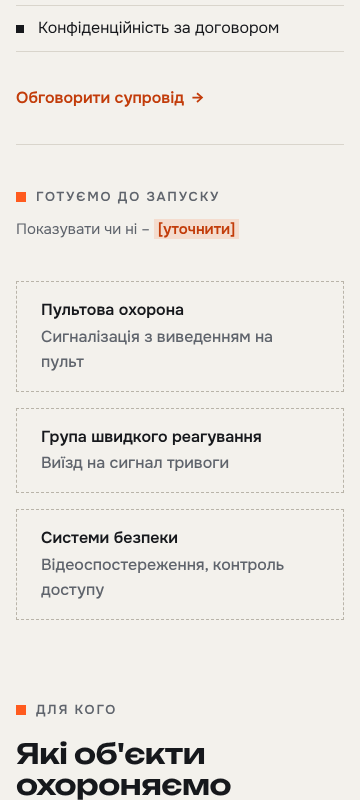 Конфіденційність за договором
Обговорити супровід →
ГОТУЄМО ДО ЗАПУСКУ
Показувати чи ні – [уточнити]
Пультова охорона
Сигналізація з виведенням на
пульт
Група швидкого реагування
Виїзд на сигнал тривоги
Системи безпеки
Відеоспостереження, контроль
доступу
ДЛЯ КОГО
Які об'єкти
охороняємо